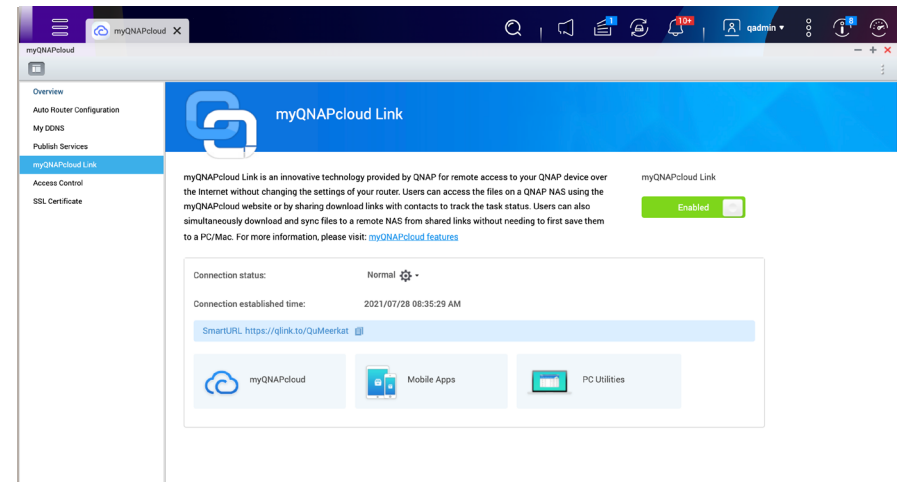 myQNAPcloud
1
10+
qadmin
8
myQNAPcloud
Overview
Auto Router Configuration
My DDNS
Publish Services
myQNAPcloud Link
Access Control
SSL Certificate
myQNAPcloud Link
myQNAPcloud Link is an innovative technology provided by QNAP for remote access to your QNAP device over
the Internet without changing the settings of your router. Users can access the files on a QNAP NAS using the
myQNAPcloud website or by sharing download links with contacts to track the task status. Users can also
simultaneously download and sync files to a remote NAS from shared links without needing to first save them
to a PC/Mac. For more information, please visit: myQNAPcloud features
myQNAPcloud Link
Enabled
Connection status: Normal
Connection established time: 2021/07/28 08:35:29 AM
SmartURL https://qlink.to/QuMeerkat
myQNAPcloud
Mobile Apps
PC Utilities